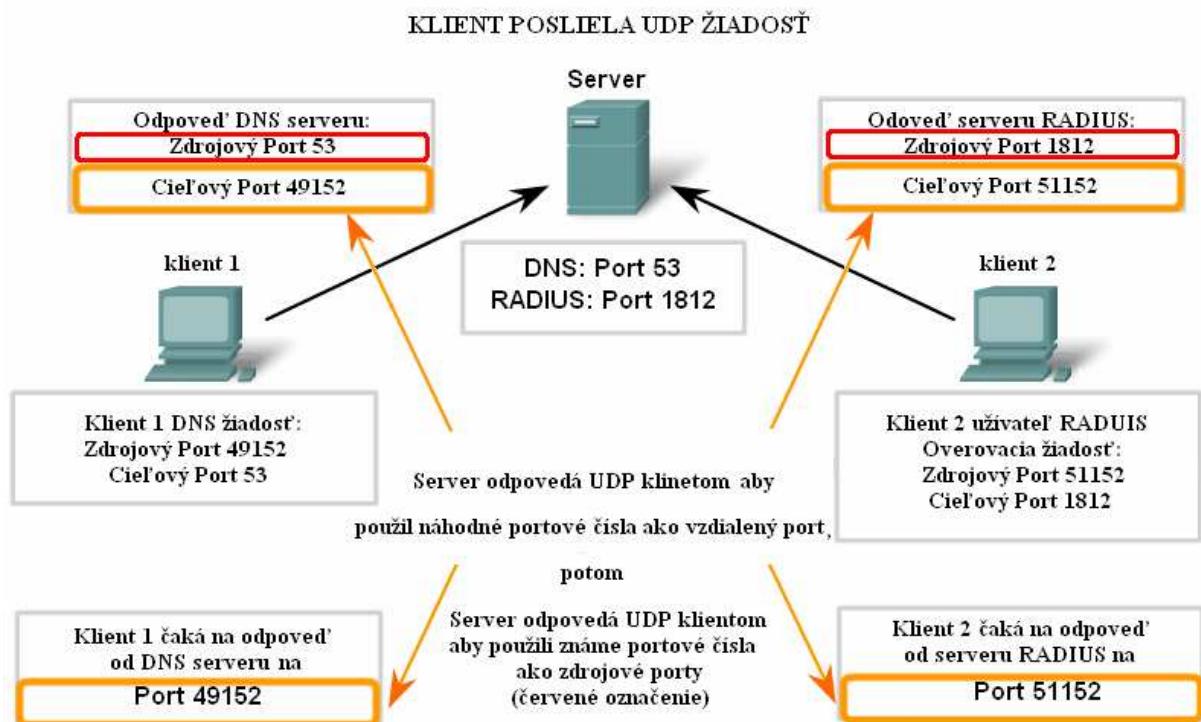 KLIENT POSLIELA UDP ŽIADOSŤ
Server
Odpoveď DNS serveru:
Zdrojový Port 53
Cieľový Port 49152
Odoveď serveru RADIUS:
Zdrojový Port 1812
Cieľový Port 51152
klient 1
DNS: Port 53
RADIUS: Port 1812
klient 2
Klient 1 DNS žiadosť:
Zdrojový Port 49152
Cieľový Port 53
Klient 2 užívateľ RADUIS
Overovacia žiadosť:
Zdrojový Port 51152
Cieľový Port 1812
Server odpovedá UDP klinetom aby
použil náhodné portové čísla ako vzdialený port,
potom
Server odpovedá UDP klientom
aby použili známe portové čísla
ako zdrojové porty
(červené označenie)
Klient 1 čaká na odpoveď
od DNS serveru na
Port 49152
Klient 2 čaká na odpoveď
od serveru RADIUS na
Port 51152